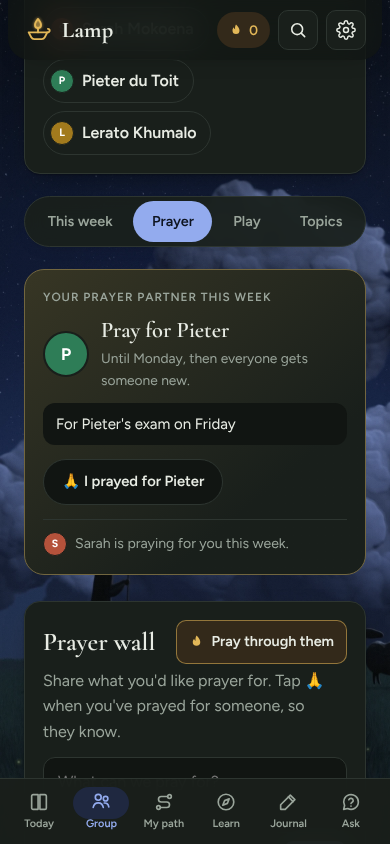 Lamp
0
P Pieter du Toit
L Lerato Khumalo
This week Prayer Play Topics
YOUR PRAYER PARTNER THIS WEEK
P
Pray for Pieter
Until Monday, then everyone gets
someone new.
For Pieter's exam on Friday
🙏 I prayed for Pieter
S Sarah is praying for you this week.
Prayer wall
Pray through them
Share what you'd like prayer for. Tap 🙏
when you've prayed for someone, so
they know.
Today Group My path Learn Journal Ask